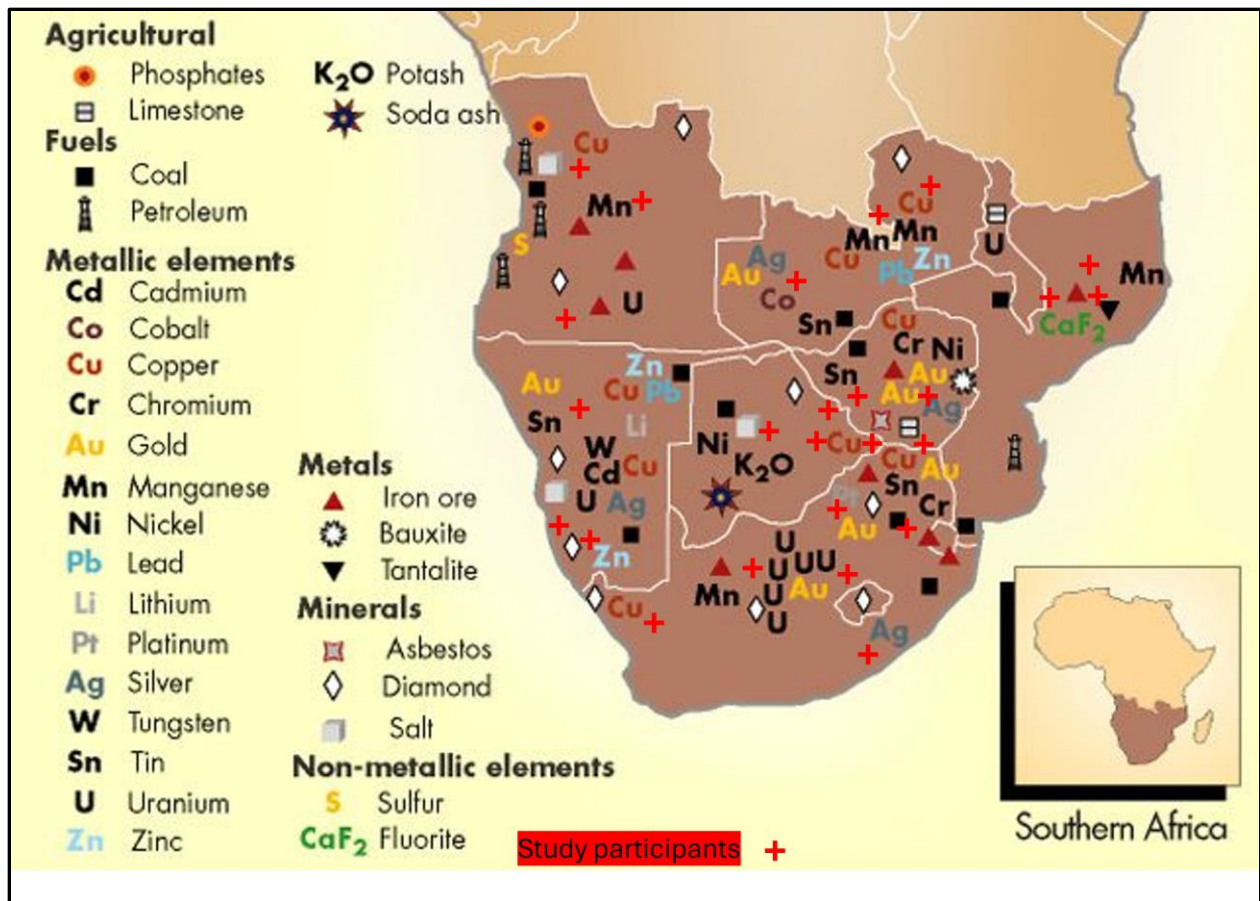 Agricultural
Phosphates
Limestone
K₂O Potash
Soda ash
Fuels
Coal
Petroleum
Metallic elements
Cd Cadmium
Co Cobalt
Cu Copper
Cr Chromium
Au Gold
Mn Manganese
Ni Nickel
Pb Lead
Li Lithium
Pt Platinum
Ag Silver
W Tungsten
Sn Tin
U Uranium
Zn Zinc
Metals
Iron ore
Bauxite
Tantalite
Minerals
Asbestos
Diamond
Salt
Non-metallic elements
S Sulfur
CaF₂ Fluorite
Study participants
Cu
Mn
S
U
Cu
Mn Mn
Cu
Pb Zn
Ag
Au
Co
Sn
U
Mn
CaF₂
Cu
Cr Ni
Sn
Au
Au
Ag
Cu
Zn
Au
Cu Pb
Sn
Li
W
Cd Cu
U Ag
Zn
Ni
K₂O
Cu
Au
Sn
Pt
Cr
Au
U
U U U
Mn
U
Au
U
Cu
Ag
Southern Africa